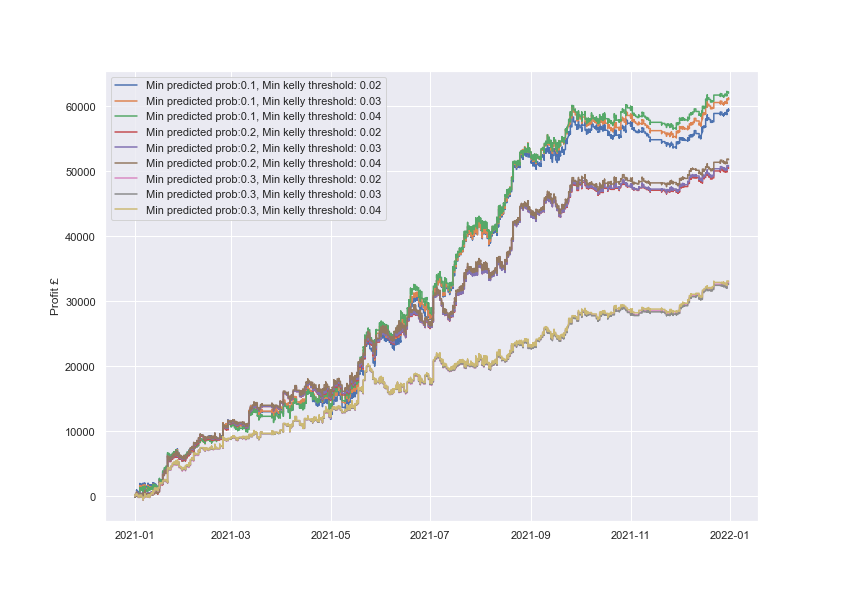 Min predicted prob:0.1, Min kelly threshold: 0.02
Min predicted prob:0.1, Min kelly threshold: 0.03
Min predicted prob:0.1, Min kelly threshold: 0.04
Min predicted prob:0.2, Min kelly threshold: 0.02
Min predicted prob:0.2, Min kelly threshold: 0.03
Min predicted prob:0.2, Min kelly threshold: 0.04
Min predicted prob:0.3, Min kelly threshold: 0.02
Min predicted prob:0.3, Min kelly threshold: 0.03
Min predicted prob:0.3, Min kelly threshold: 0.04
60000
50000
40000
30000
20000
10000
0
Profit £
2021-01 2021-03 2021-05 2021-07 2021-09 2021-11 2022-01